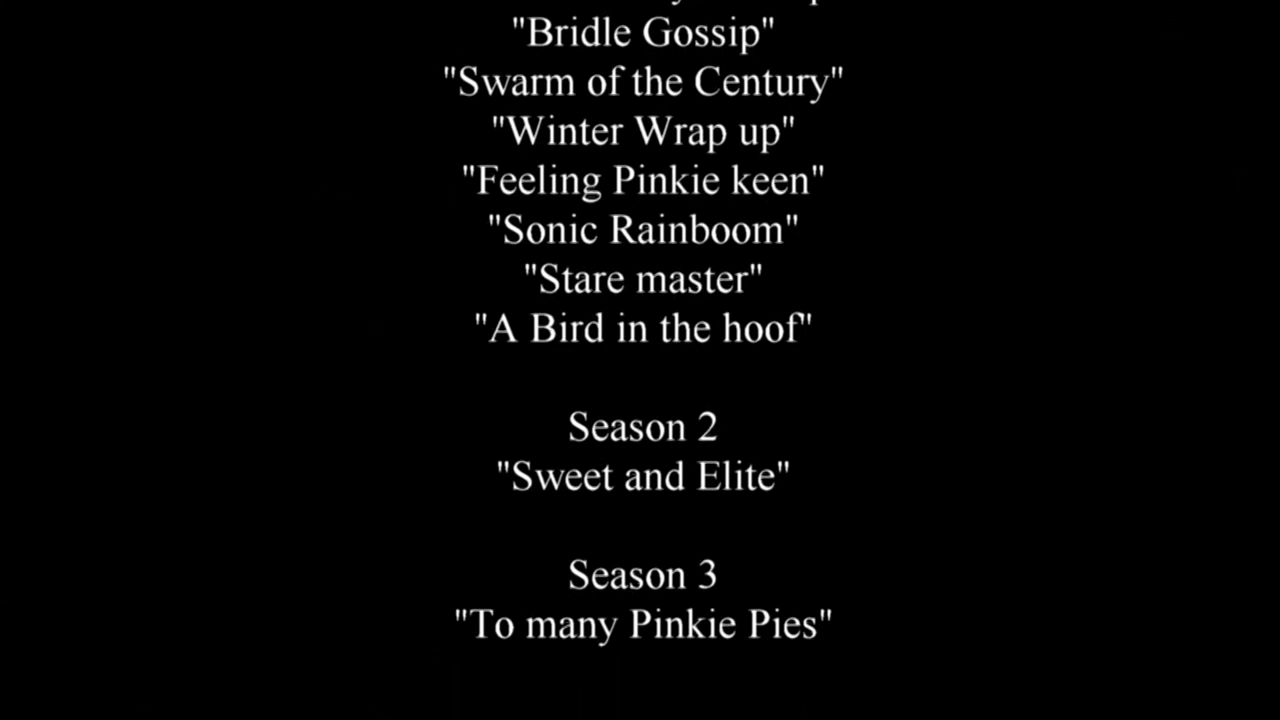 "Bridle Gossip"
"Swarm of the Century"
"Winter Wrap up"
"Feeling Pinkie keen"
"Sonic Rainboom"
"Stare master"
"A Bird in the hoof"
Season 2
"Sweet and Elite"
Season 3
"To many Pinkie Pies"